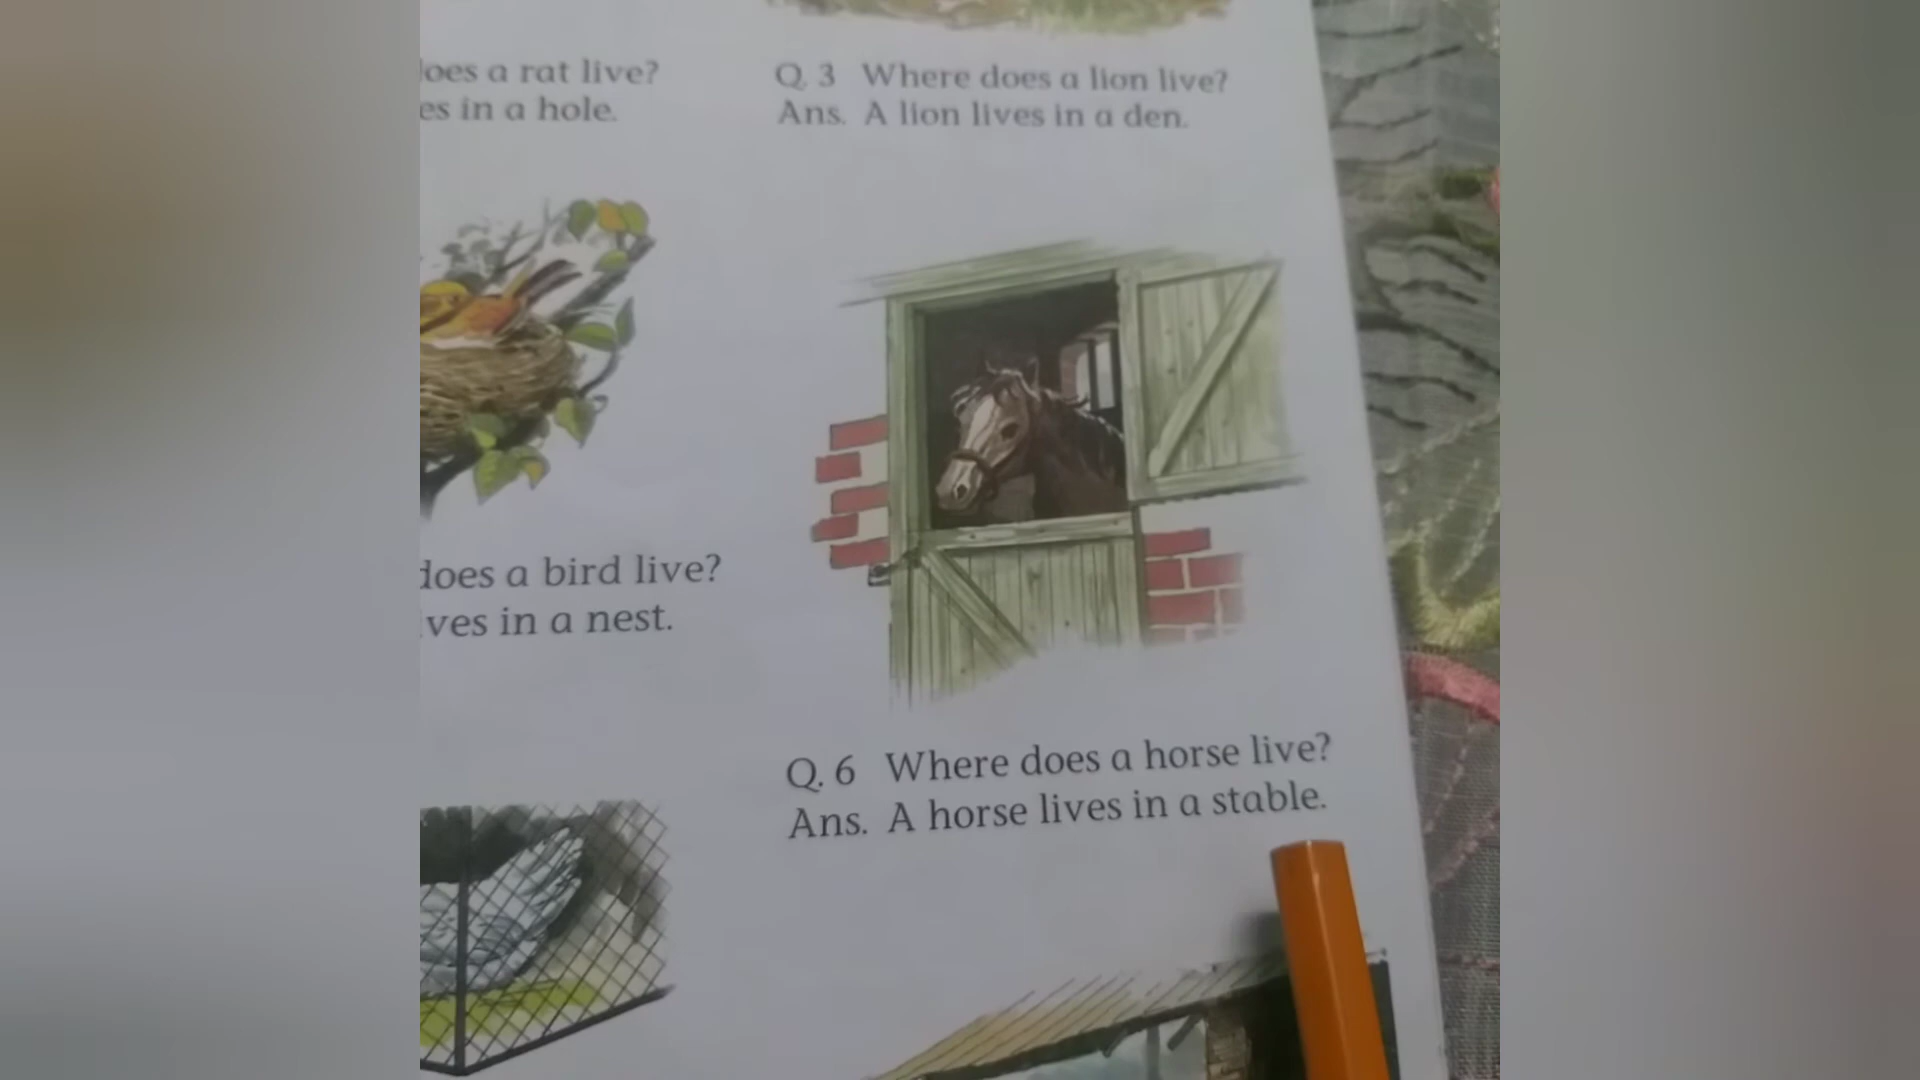 does a rat live?
es in a hole.
Q. 3 Where does a lion live?
Ans. A lion lives in a den.
does a bird live?
ves in a nest.
Q. 6 Where does a horse live?
Ans. A horse lives in a stable.